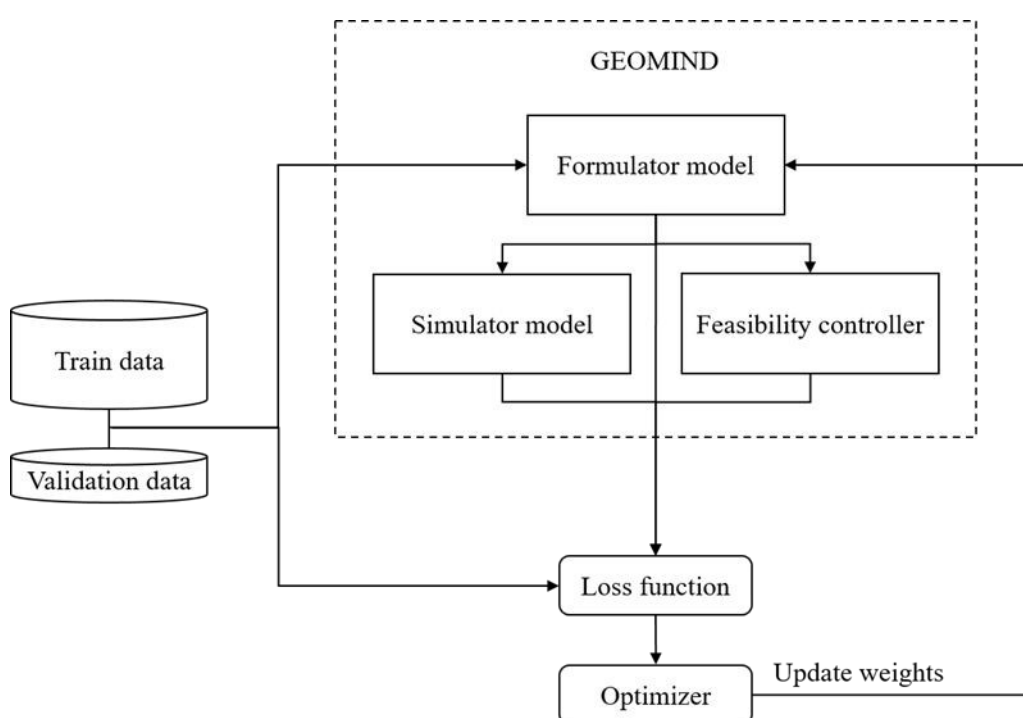 GEOMIND
Formulator model
Simulator model
Feasibility controller
Train data
Validation data
Loss function
Optimizer
Update weights